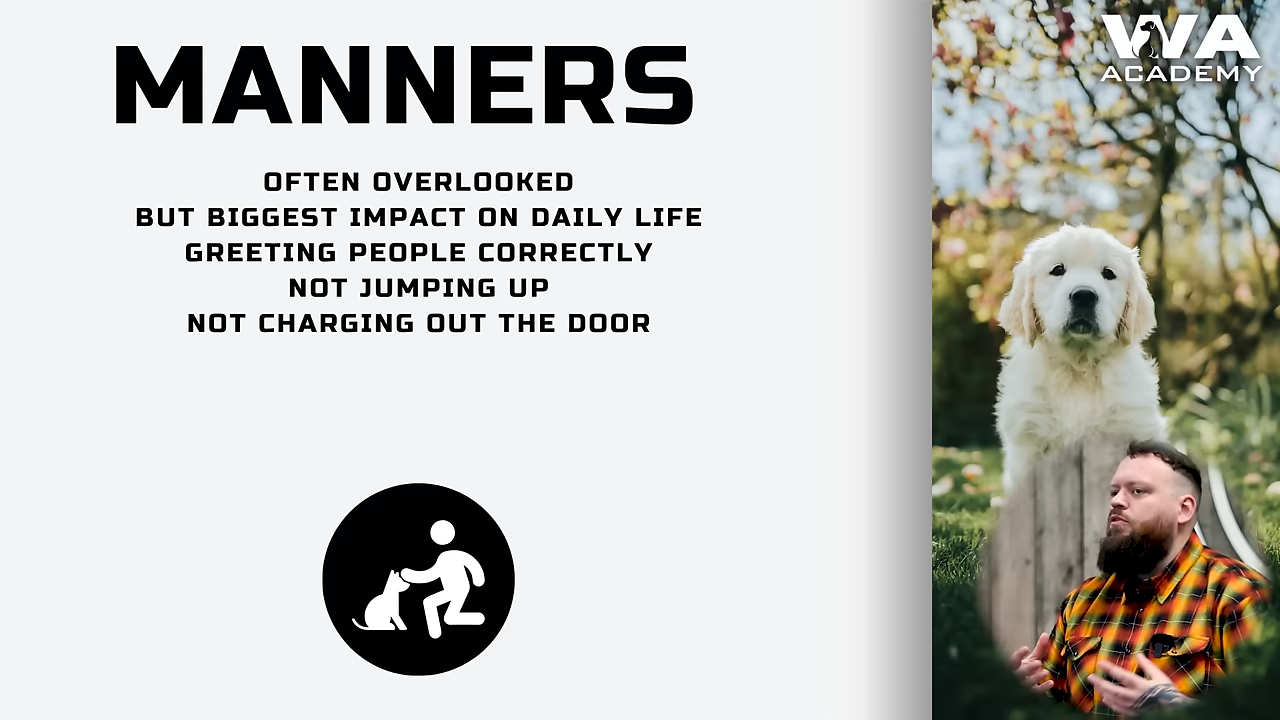 MANNERS
OFTEN OVERLOOKED
BUT BIGGEST IMPACT ON DAILY LIFE
GREETING PEOPLE CORRECTLY
NOT JUMPING UP
NOT CHARGING OUT THE DOOR
WA
ACADEMY